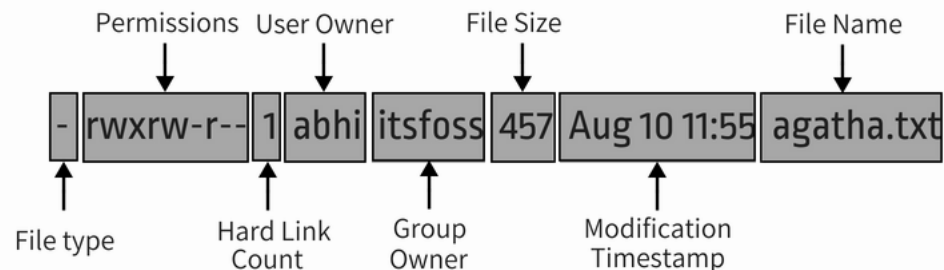 Permissions User Owner File Size File Name
- rwxrw-r-- 1 abhi itsfoss 457 Aug 10 11:55 agatha.txt
File type Hard Link Count Group Owner Modification Timestamp